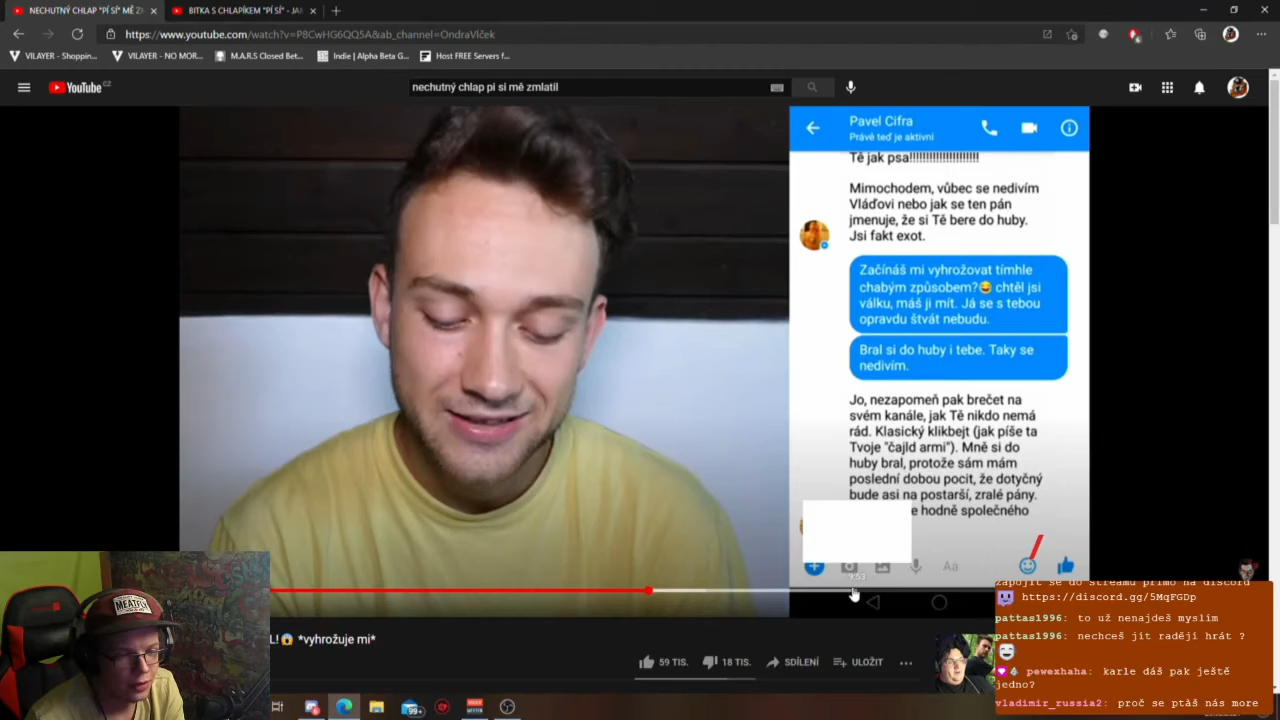 NECHUTNÝ CHLAP "PÍ SÍ" MĚ Z
BITKA S CHLAPÍKEM "PÍ SÍ" - JA
https://www.youtube.com/watch?v=P8CwHG6QQ5A&ab_channel=OndraVlček
VILAYER - Shoppin...
VILAYER - NO MOR...
M.A.R.S Closed Bet...
Indie | Alpha Beta G...
Host FREE Servers f...
YouTube CZ
nechutný chlap pi si mě zmlatil
Pavel Cifra
Právě teď je aktivní
Tě jak psa!!!!!!!!!!!!!!!!!!!!!
Mimochodem, vůbec se nedivím
Vláďovi nebo jak se ten pán
jmenuje, že si Tě bere do huby.
Jsi fakt exot.
Začínáš mi vyhrožovat tímhle
chabým způsobem?😂 chtěl jsi
válku, máš ji mít. Já se s tebou
opravdu štvát nebudu.
Bral si do huby i tebe. Taky se
nedivím.
Jo, nezapomeň pak brečet na
svém kanále, jak Tě nikdo nemá
rád. Klasický klikbejt (jak píše ta
Tvoje "čajld armi"). Mně si do
huby bral, protože sám mám
poslední dobou pocit, že dotyčný
bude asi na postarší, zralé pány.
e hodně společného
Aa
9:53
L!😱 *vyhrožuje mi*
59 TIS.
18 TIS.
SDÍLENÍ
ULOŽIT
MEATFLY
99+
zapojit se do streamu přímo na discord
https://discord.gg/5MqFGDp
pattas1996: to už nenajdeš myslím
pattas1996: nechceš jít raději hrát ?
pewexhaha: karle dáš pak ještě
jedno?
vladimir_russia2: proč se ptáš nás more